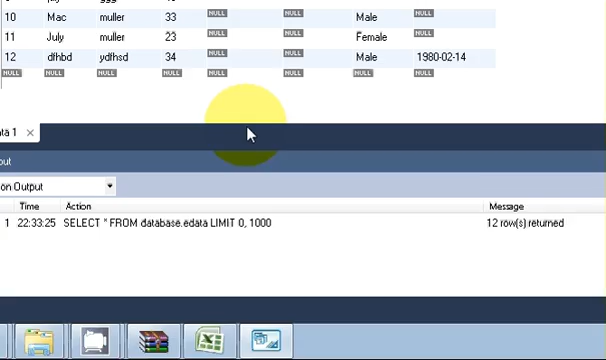 10 Mac muller 33 NULL NULL Male NULL
11 July muller 23 NULL NULL Female NULL
12 dfhbd ydfhsd 34 NULL NULL Male 1980-02-14
NULL NULL NULL NULL NULL NULL NULL NULL
ata 1 ×
out
on Output
Time Action Message
1 22:33:25 SELECT * FROM database.edata LIMIT 0, 1000 12 row(s) returned